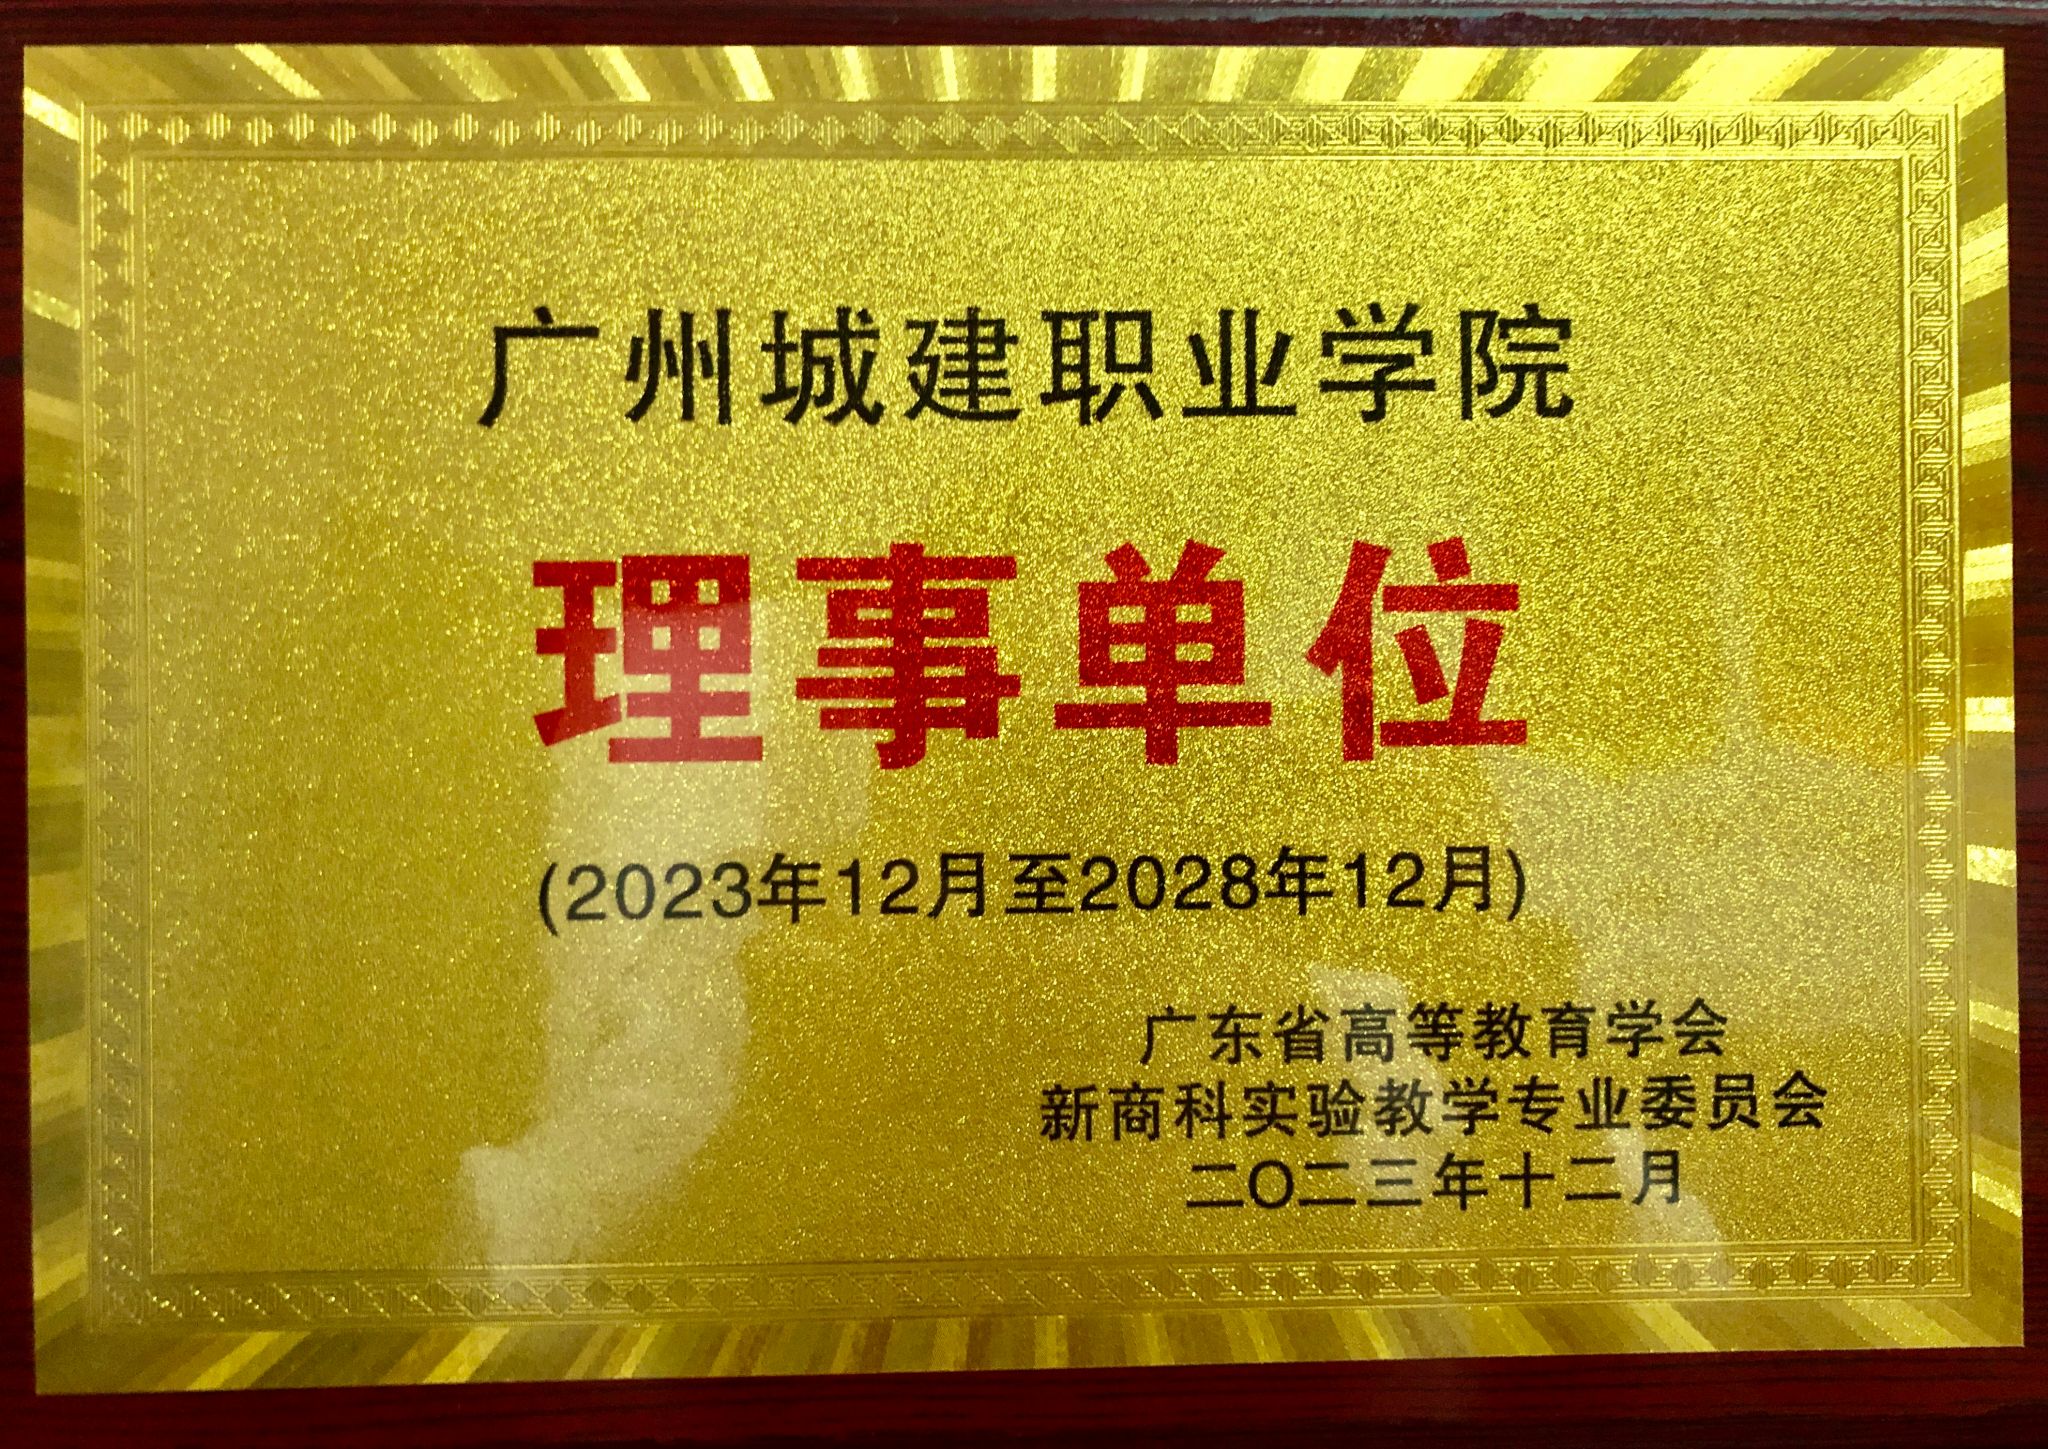 广州城建职业学院
理事单位
(2023年12月至2028年12月)
广东省高等教育学会
新商科实验教学专业委员会
二〇二三年十二月